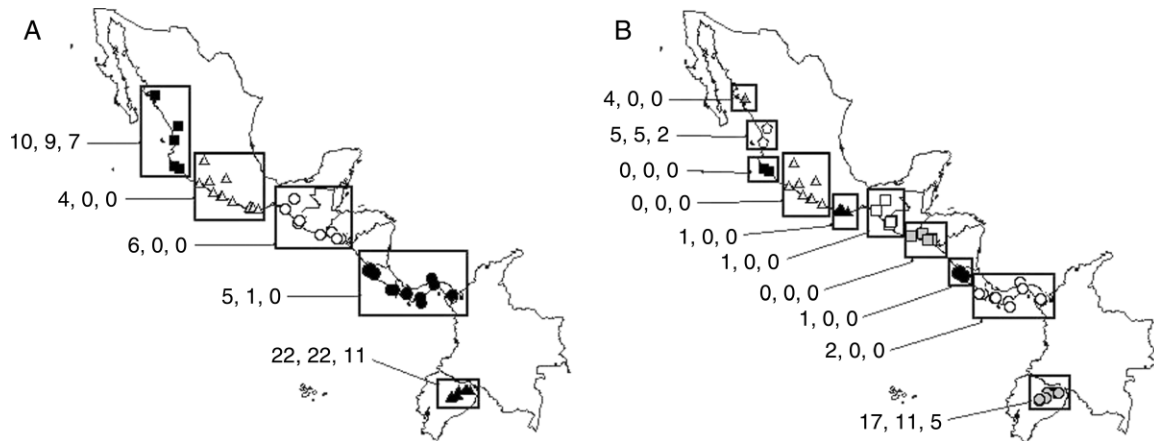 A
10, 9, 7
4, 0, 0
6, 0, 0
5, 1, 0
22, 22, 11
B
4, 0, 0
5, 5, 2
0, 0, 0
0, 0, 0
1, 0, 0
1, 0, 0
0, 0, 0
1, 0, 0
2, 0, 0
17, 11, 5